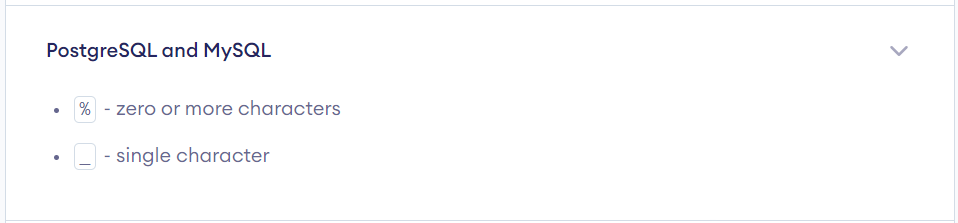 PostgreSQL and MySQL
• % - zero or more characters
• _ - single character